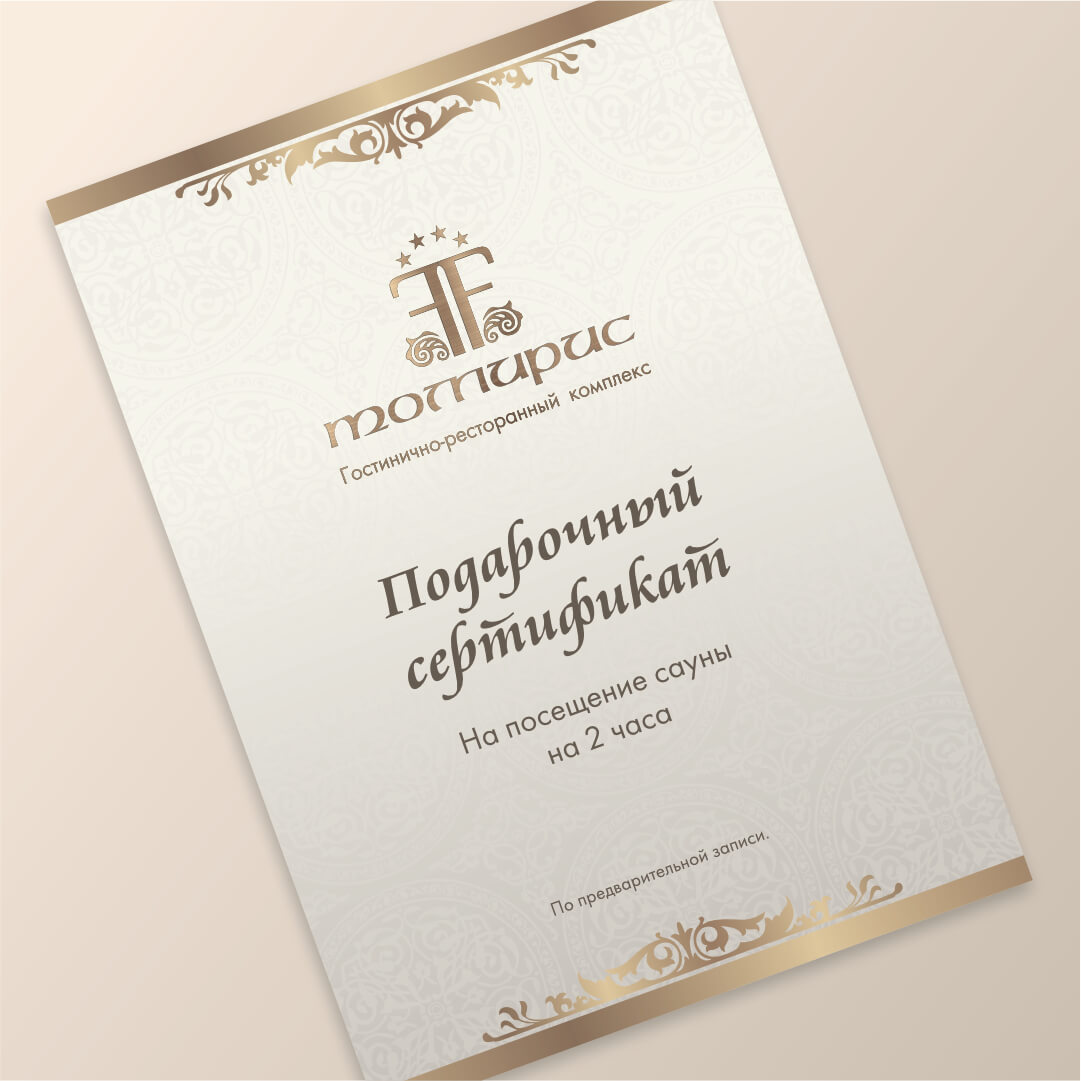 томирис
Гостинично-ресторанный комплекс
Подарочный
сертификат
На посещение сауны
на 2 часа
По предварительной записи.